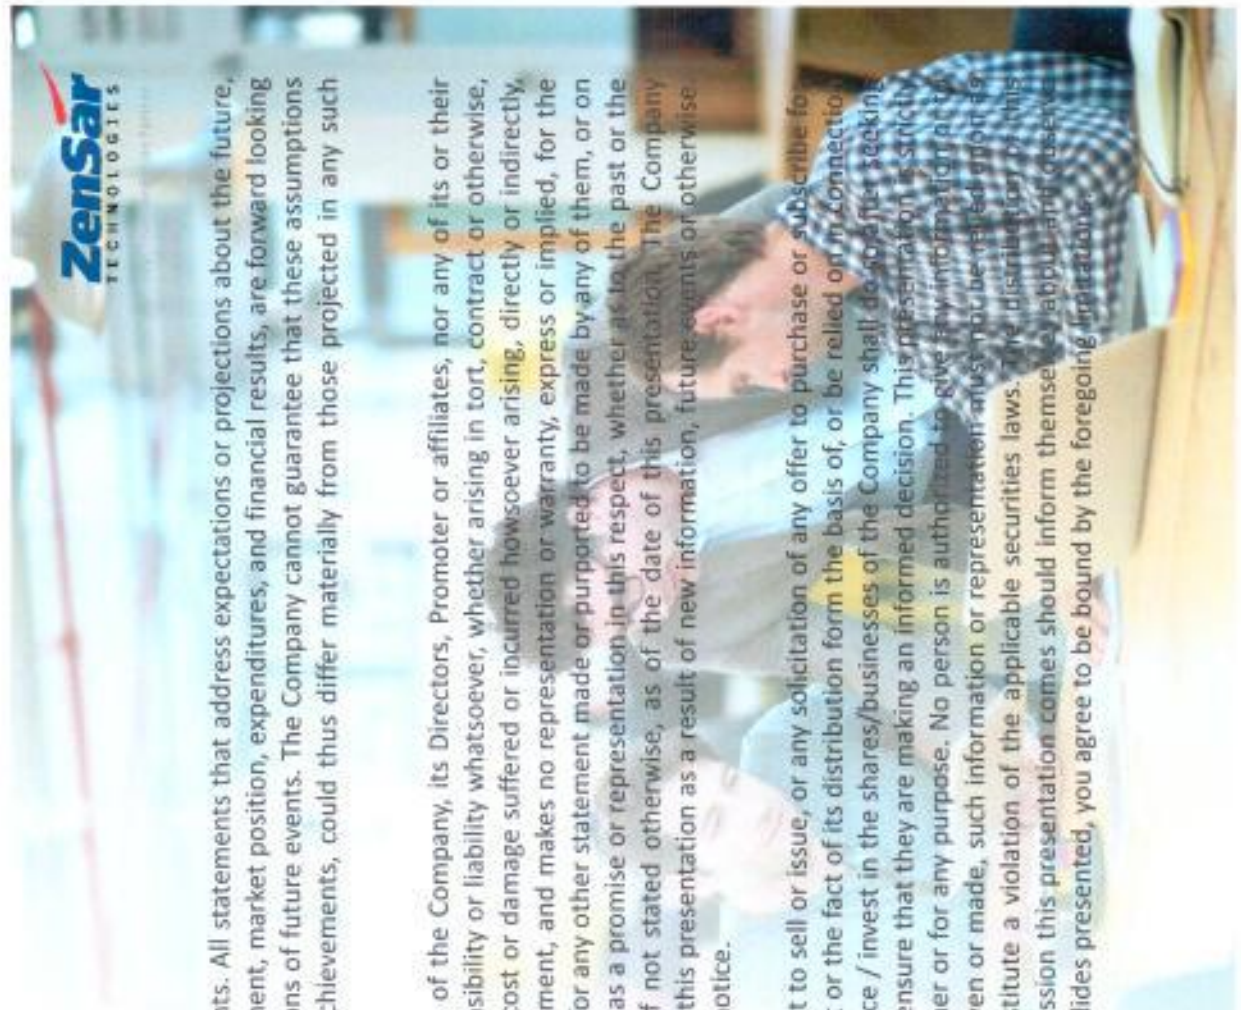 ZenSar
TECHNOLOGIES
nts. All statements that address expectations or projections about the future,
nent, market position, expenditures, and financial results, are forward looking
ons of future events. The Company cannot guarantee that these assumptions
chievements, could thus differ materially from those projected in any such
of the Company, its Directors, Promoter or affiliates, nor any of its or their
sibility or liability whatsoever, whether arising in tort, contract or otherwise,
cost or damage suffered or incurred howsoever arising, directly or indirectly,
ment, and makes no representation or warranty, express or implied, for the
or any other statement made or purported to be made by any of them, or on
as a promise or representation in this respect, whether as to the past or the
f not stated otherwise, as of the date of this presentation. The Company
this presentation as a result of new information, future events or otherwise
otice.
t to sell or issue, or any solicitation of any offer to purchase or subscribe for
t or the fact of its distribution form the basis of, or be relied on in connection
ce / invest in the shares/businesses of the Company shall do so after seeking
ensure that they are making an informed decision. This presentation is strictly
ner or for any purpose. No person is authorized to give any information
ven or made, such information or representation must not be relied upon as
stitute a violation of the applicable securities laws. The distribution of this
ssion this presentation comes should inform themselves about and observe
lides presented, you agree to be bound by the foregoing limitations.